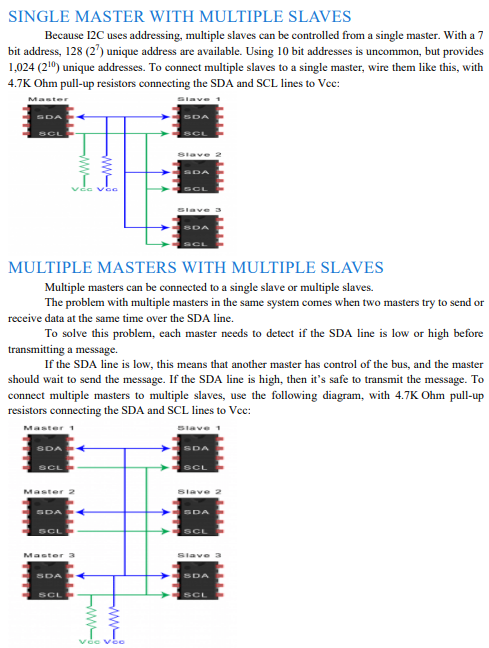 SINGLE MASTER WITH MULTIPLE SLAVES
Because I2C uses addressing, multiple slaves can be controlled from a single master. With a 7
bit address, 128 (2⁷) unique address are available. Using 10 bit addresses is uncommon, but provides
1,024 (2¹⁰) unique addresses. To connect multiple slaves to a single master, wire them like this, with
4.7K Ohm pull-up resistors connecting the SDA and SCL lines to Vcc:
Master Slave 1
SDA SDA
SCL SCL
Slave 2
SDA
Vcc Vcc SCL
Slave 3
SDA
SCL
MULTIPLE MASTERS WITH MULTIPLE SLAVES
Multiple masters can be connected to a single slave or multiple slaves.
The problem with multiple masters in the same system comes when two masters try to send or
receive data at the same time over the SDA line.
To solve this problem, each master needs to detect if the SDA line is low or high before
transmitting a message.
If the SDA line is low, this means that another master has control of the bus, and the master
should wait to send the message. If the SDA line is high, then it's safe to transmit the message. To
connect multiple masters to multiple slaves, use the following diagram, with 4.7K Ohm pull-up
resistors connecting the SDA and SCL lines to Vcc:
Master 1 Slave 1
SDA SDA
SCL SCL
Master 2 Slave 2
SDA SDA
SCL SCL
Master 3 Slave 3
SDA SDA
SCL SCL
Vcc Vcc